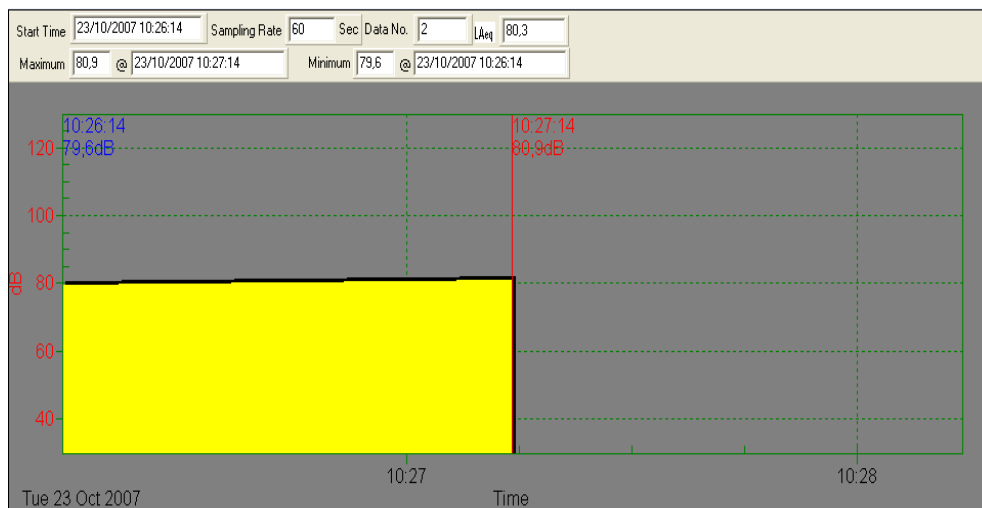 Start Time 23/10/2007 10:26:14 Sampling Rate 60 Sec Data No. 2 LAeq 80,3
Maximum 80,9 @ 23/10/2007 10:27:14 Minimum 79,6 @ 23/10/2007 10:26:14
10:26:14 10:27:14
79,6dB 80,9dB
120
100
80
dB
60
40
10:27 10:28
Tue 23 Oct 2007 Time